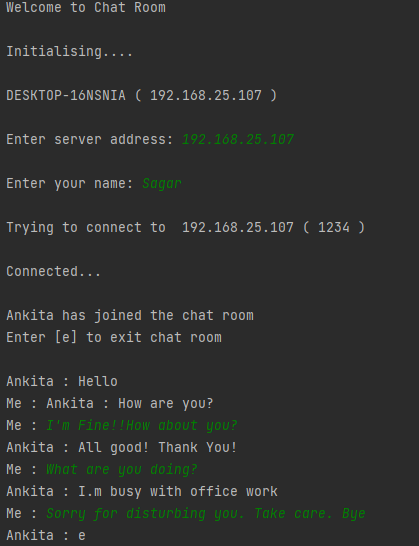 Welcome to Chat Room
Initialising....
DESKTOP-16NSNIA ( 192.168.25.107 )
Enter server address: 192.168.25.107
Enter your name: Sagar
Trying to connect to  192.168.25.107 ( 1234 )
Connected...
Ankita has joined the chat room
Enter [e] to exit chat room
Ankita : Hello
Me : Ankita : How are you?
Me : I'm Fine!!How about you?
Ankita : All good! Thank You!
Me : What are you doing?
Ankita : I.m busy with office work
Me : Sorry for disturbing you. Take care. Bye
Ankita : e